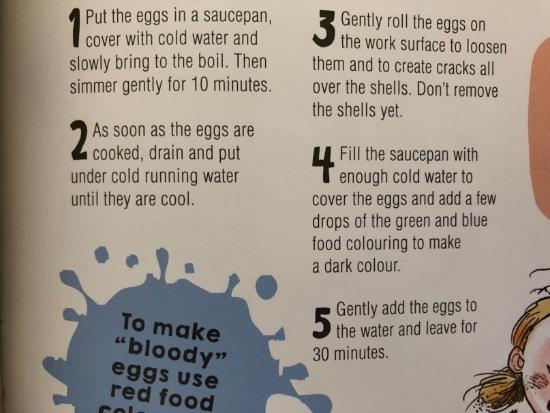 1 Put the eggs in a saucepan,
cover with cold water and
slowly bring to the boil. Then
simmer gently for 10 minutes.
2 As soon as the eggs are
cooked, drain and put
under cold running water
until they are cool.
To make
“bloody”
eggs use
red food
3 Gently roll the eggs on
the work surface to loosen
them and to create cracks all
over the shells. Don't remove
the shells yet.
4 Fill the saucepan with
enough cold water to
cover the eggs and add a few
drops of the green and blue
food colouring to make
a dark colour.
5 Gently add the eggs to
the water and leave for
30 minutes.